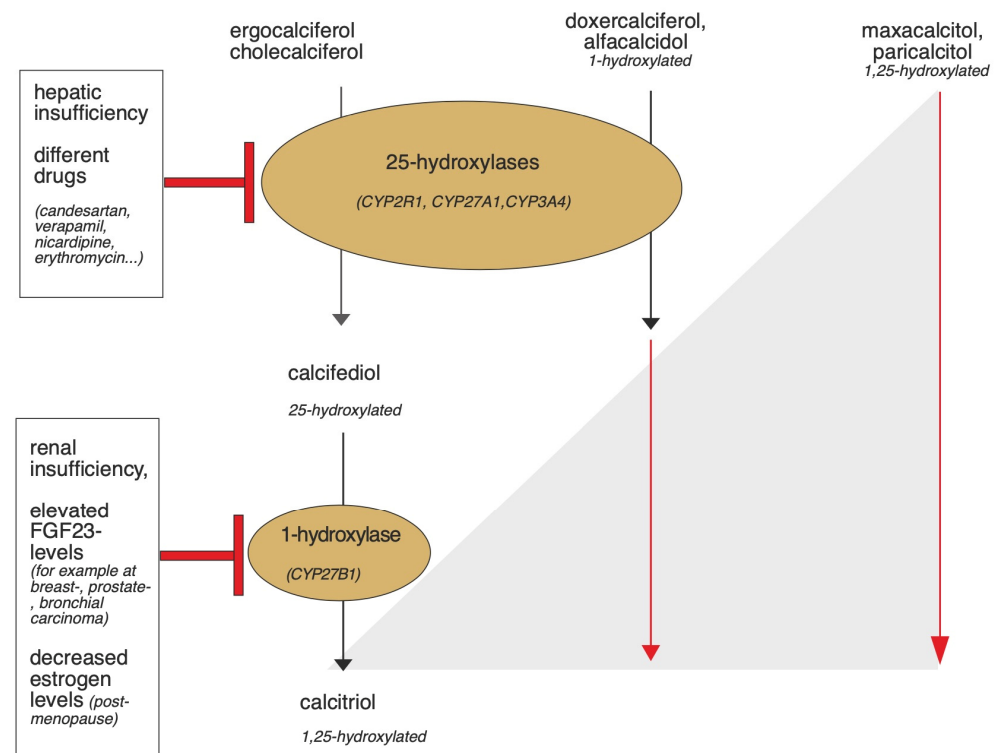 ergocalciferol
cholecalciferol
doxercalciferol,
alfacalcidol
1-hydroxylated
maxacalcitol,
paricalcitol
1,25-hydroxylated
hepatic
insufficiency
different
drugs
(candesartan,
verapamil,
nicardipine,
erythromycin...)
25-hydroxylases
(CYP2R1, CYP27A1,CYP3A4)
calcifediol
25-hydroxylated
renal
insufficiency,
elevated
FGF23-
levels
(for example at
breast-, prostate-
, bronchial
carcinoma)
decreased
estrogen
levels (post-
menopause)
1-hydroxylase
(CYP27B1)
calcitriol
1,25-hydroxylated